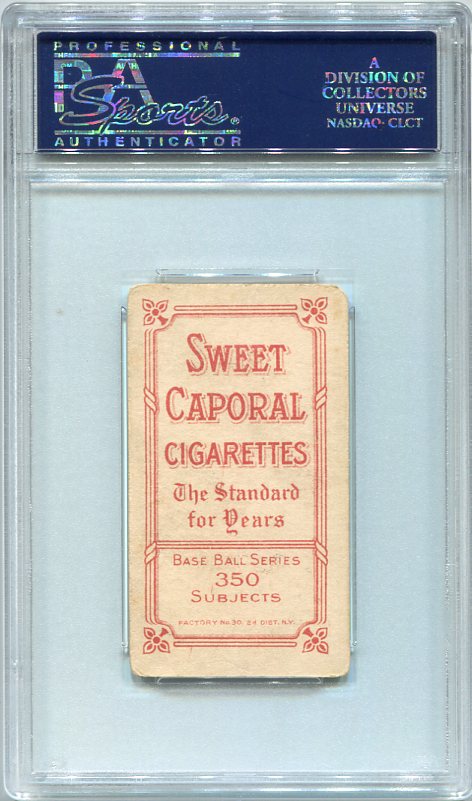 PROFESSIONAL
PSA
Sports®
AUTHENTICATOR
A
DIVISION OF
COLLECTORS
UNIVERSE
NASDAQ: CLCT
SWEET
CAPORAL
CIGARETTES
The Standard
for Years
BASE BALL SERIES
350
SUBJECTS
FACTORY No. 30, 2d DIST. N.Y.